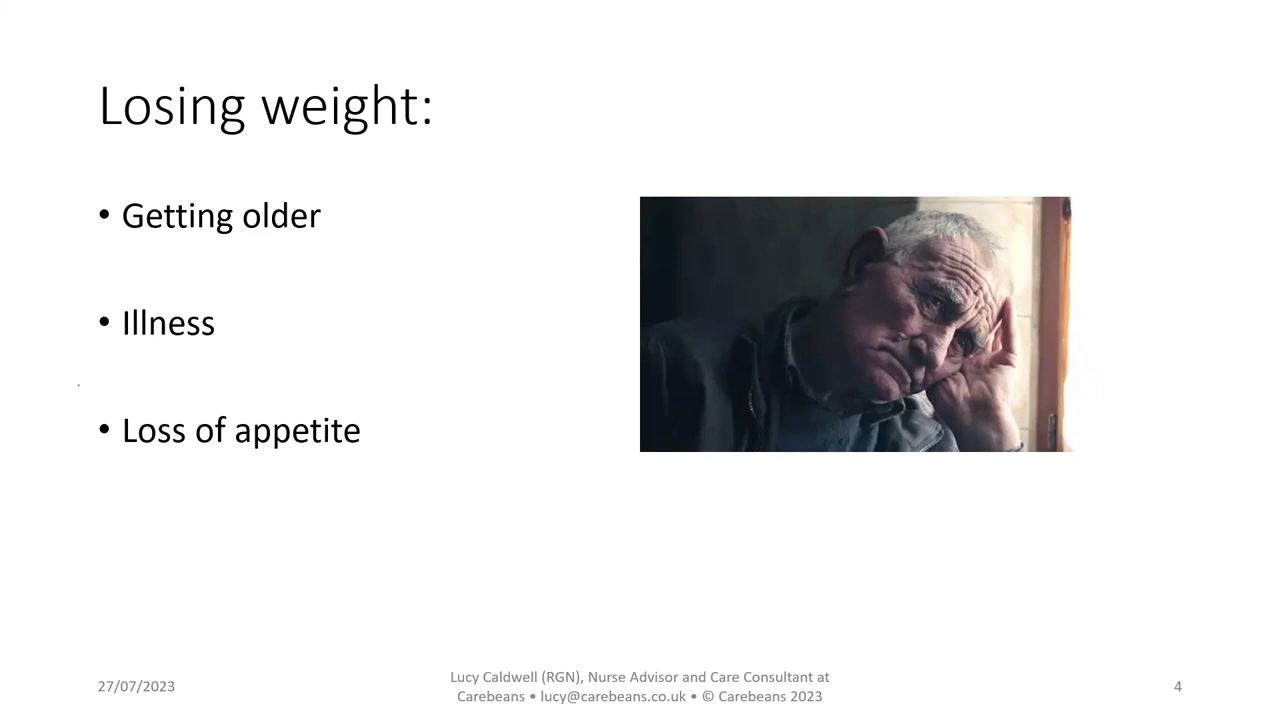 Losing weight:
• Getting older
• Illness
• Loss of appetite
27/07/2023
Lucy Caldwell (RGN), Nurse Advisor and Care Consultant at
Carebeans • lucy@carebeans.co.uk • © Carebeans 2023
4